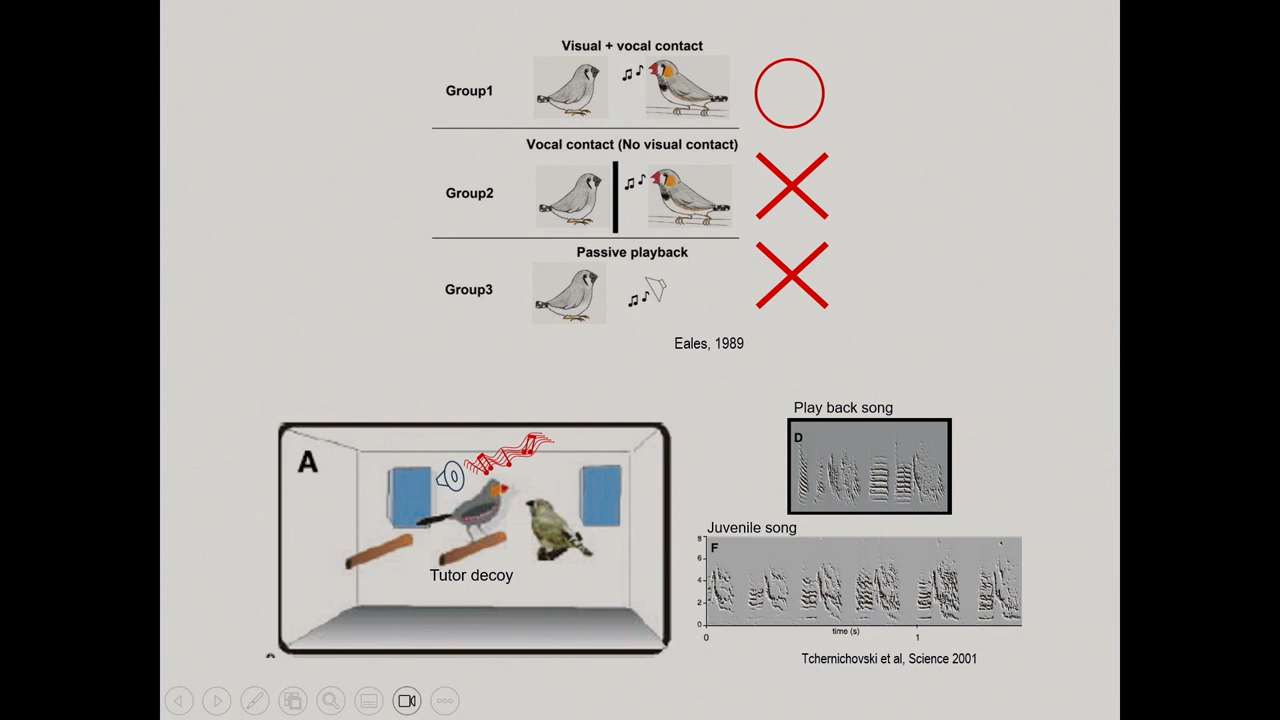 Visual + vocal contact
Group1
Vocal contact (No visual contact)
Group2
Passive playback
Group3
Eales, 1989
A
Tutor decoy
Play back song
D
Juvenile song
F
8
6
4
2
0
0
time (s)
1
Tchernichovski et al, Science 2001